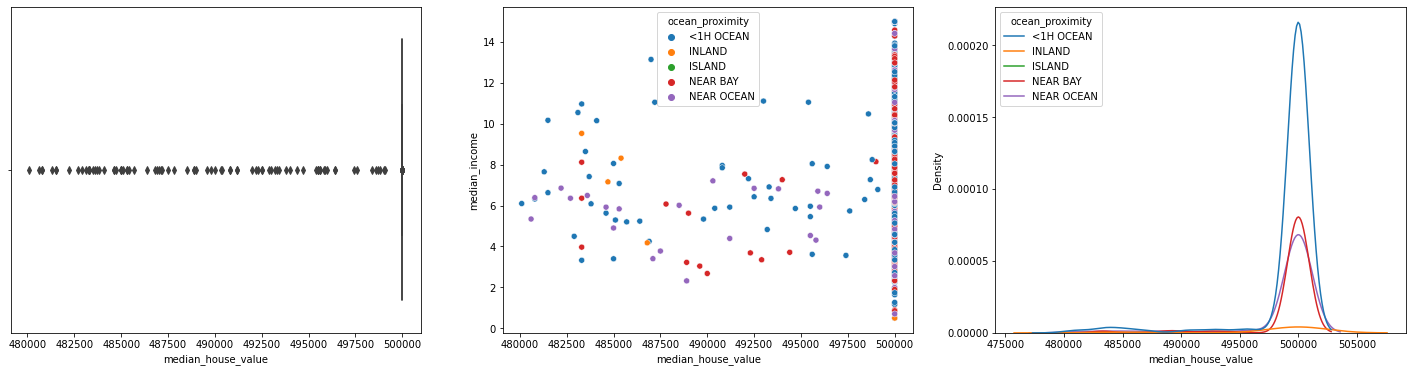 480000 482500 485000 487500 490000 492500 495000 497500 500000
median_house_value
ocean_proximity
<1H OCEAN
INLAND
ISLAND
NEAR BAY
NEAR OCEAN
14
12
10
8
6
4
2
0
median_income
480000 482500 485000 487500 490000 492500 495000 497500 500000
median_house_value
ocean_proximity
<1H OCEAN
INLAND
ISLAND
NEAR BAY
NEAR OCEAN
0.00020
0.00015
0.00010
0.00005
0.00000
Density
475000 480000 485000 490000 495000 500000 505000
median_house_value